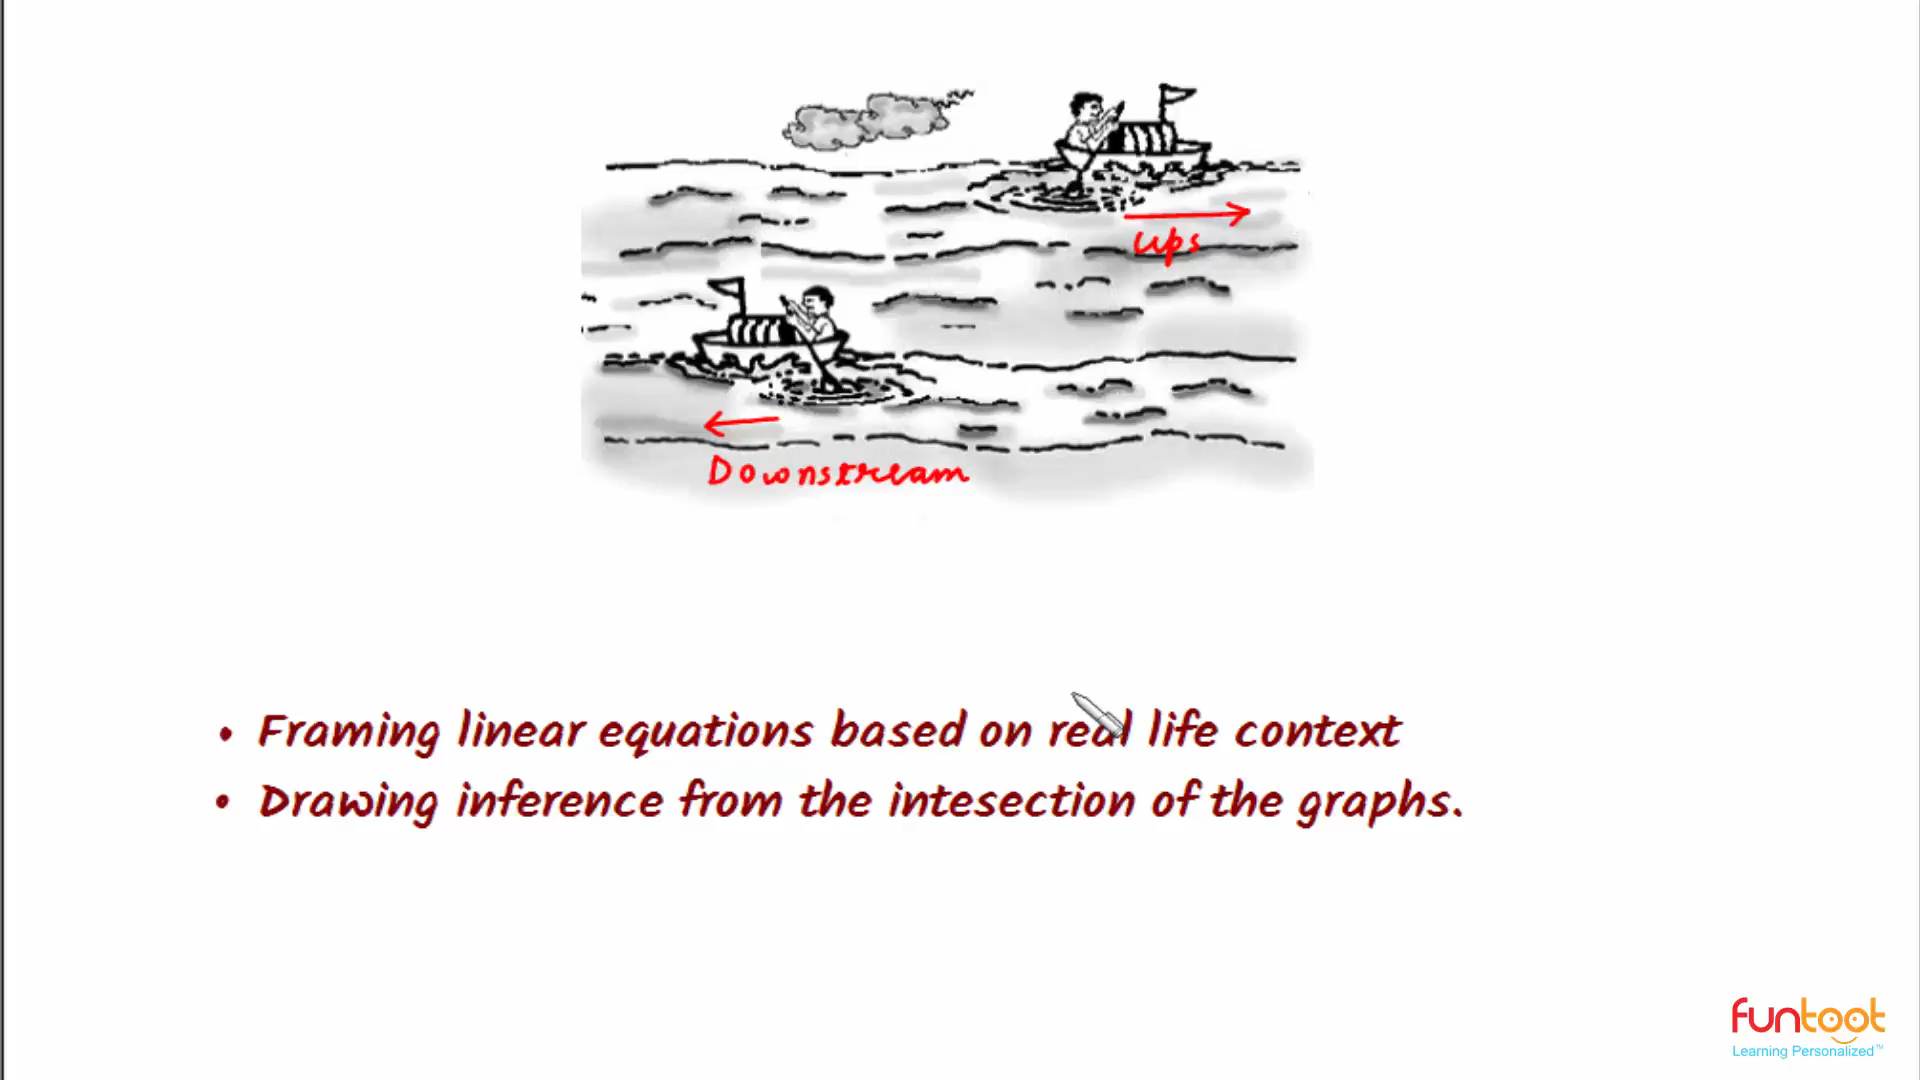 ups
Downstream
• Framing linear equations based on real life context
• Drawing inference from the intesection of the graphs.
funtoot
Learning Personalized™